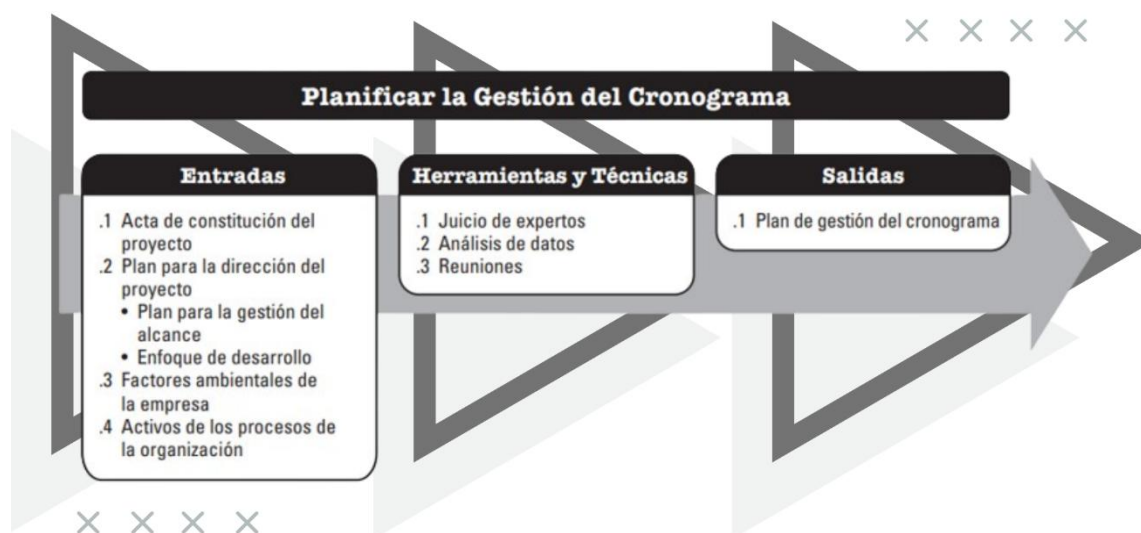 Planificar la Gestión del Cronograma
Entradas
.1 Acta de constitución del
proyecto
.2 Plan para la dirección del
proyecto
• Plan para la gestión del
alcance
• Enfoque de desarrollo
.3 Factores ambientales de
la empresa
.4 Activos de los procesos de
la organización
Herramientas y Técnicas
.1 Juicio de expertos
.2 Análisis de datos
.3 Reuniones
Salidas
.1 Plan de gestión del cronograma